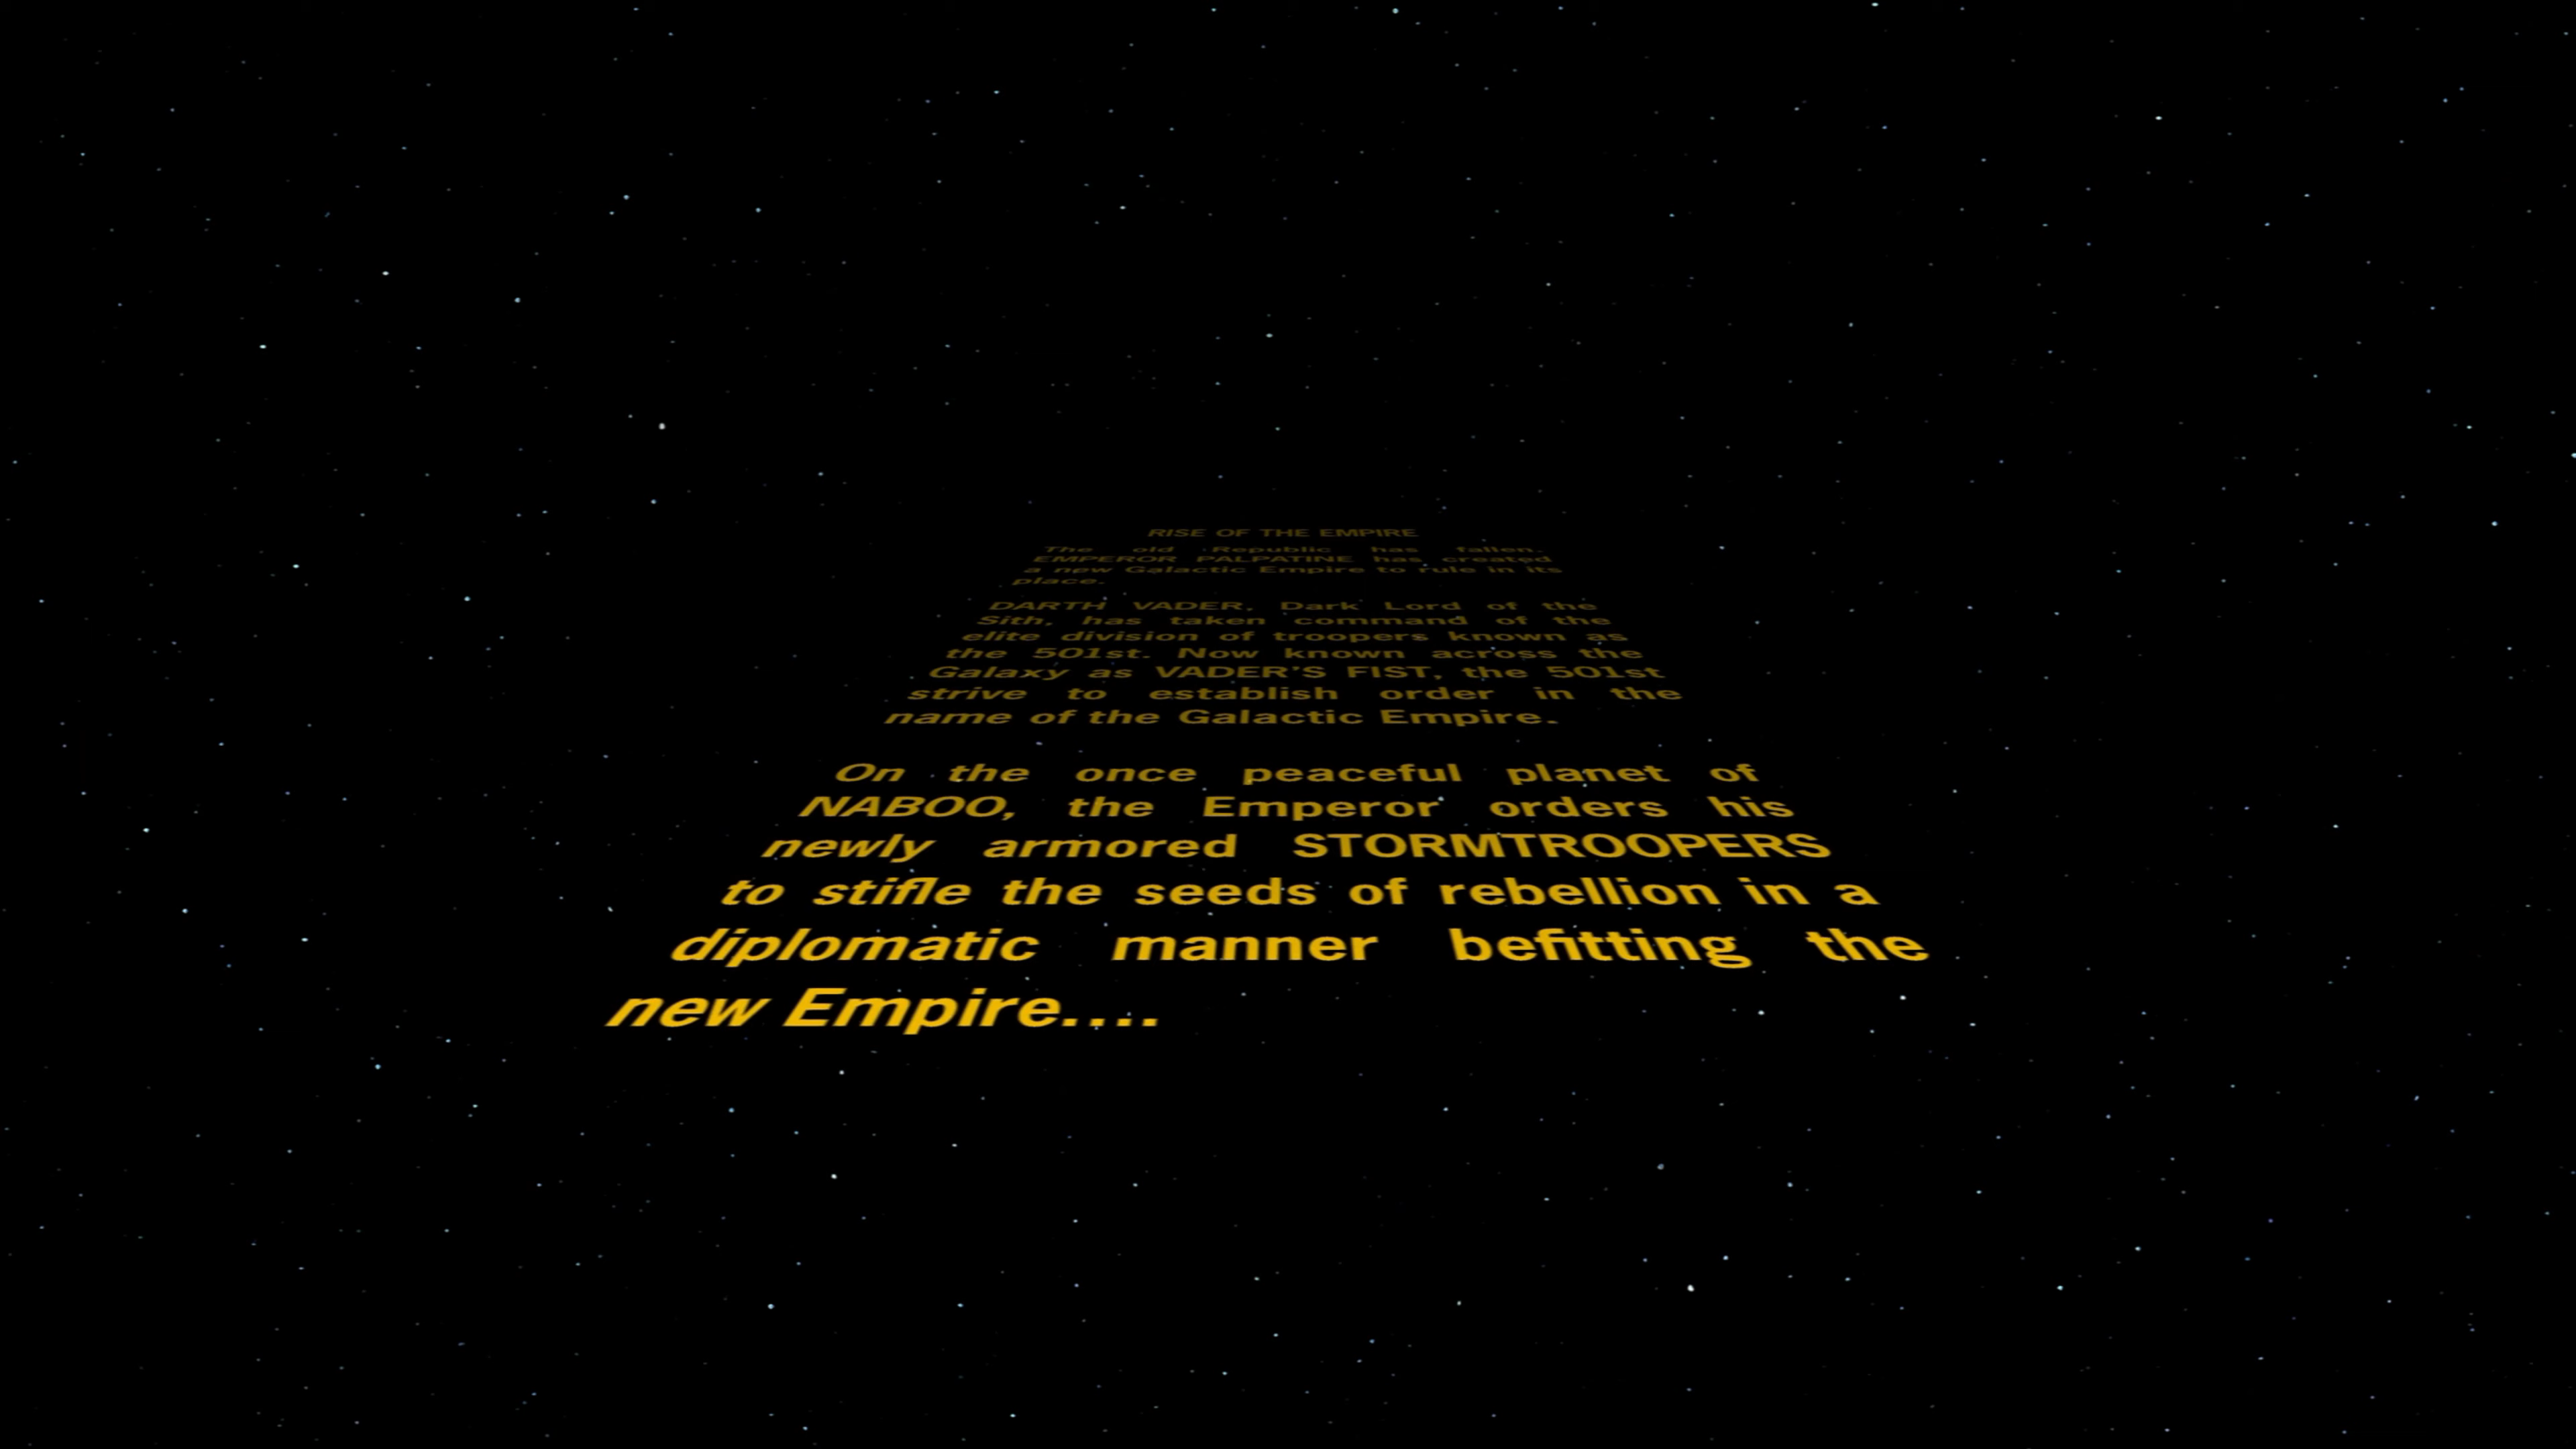 RISE OF THE EMPIRE
The old Republic has fallen.
EMPEROR PALPATINE has created
a new Galactic Empire to rule in its
place.
DARTH VADER, Dark Lord of the
Sith, has taken command of the
elite division of troopers known as
the 501st. Now known across the
Galaxy as VADER'S FIST, the 501st
strive to establish order in the
name of the Galactic Empire.
On the once peaceful planet of
NABOO, the Emperor orders his
newly armored STORMTROOPERS
to stifle the seeds of rebellion in a
diplomatic manner befitting the
new Empire....